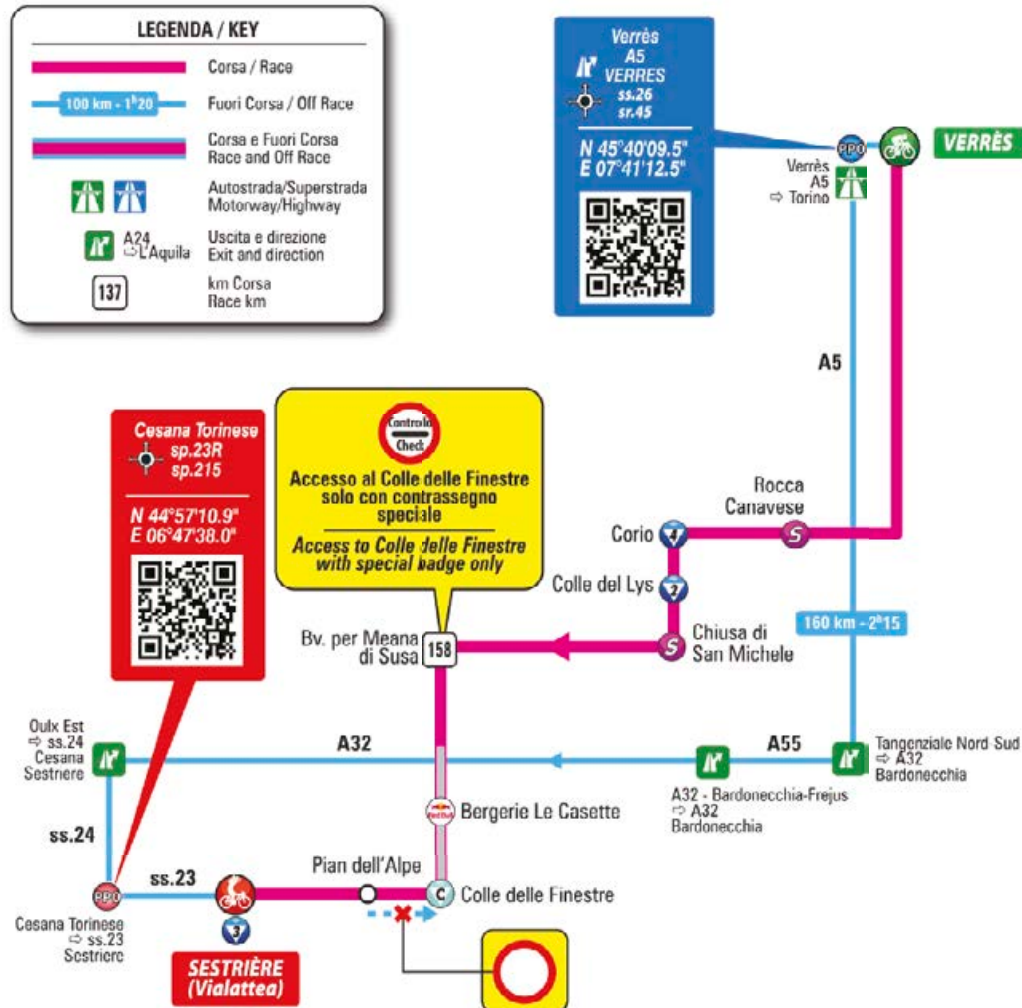 LEGENDA / KEY
Corsa / Race
100 km - 1h20
Fuori Corsa / Off Race
Corsa e Fuori Corsa
Race and Off Race
Autostrada/Superstrada
Motorway/Highway
A24
⇨L'Aquila
Uscita e direzione
Exit and direction
137
km Corsa
Race km
Verrès
A5
VERRES
ss.26
sr.45
N 45°40'09.5"
E 07°41'12.5"
PPO
VERRÈS
Verrès
A5
⇨ Torino
A5
Cesana Torinese
sp.23R
sp.215
N 44°57'10.9"
E 06°47'38.0"
Controllo
Check
Accesso al Colle delle Finestre
solo con contrassegno
speciale
Access to Colle delle Finestre
with special badge only
Rocca
Canavese
S
Corio
4
Colle del Lys
2
160 km - 2h15
Bv. per Meana
di Susa
158
S
Chiusa di
San Michele
Oulx Est
⇨ ss.24
Cesana
Sestriere
A32
A55
Tangenziale Nord-Sud
⇨ A32
Bardonecchia
A32 - Bardonecchia-Frejus
⇨ A32
Bardonecchia
Red Bull
Bergerie Le Casette
ss.24
Pian dell'Alpe
ss.23
PPO
C
Colle delle Finestre
Cesana Torinese
⇨ ss.23
Sestriere
3
SESTRIÈRE
(Vialattea)